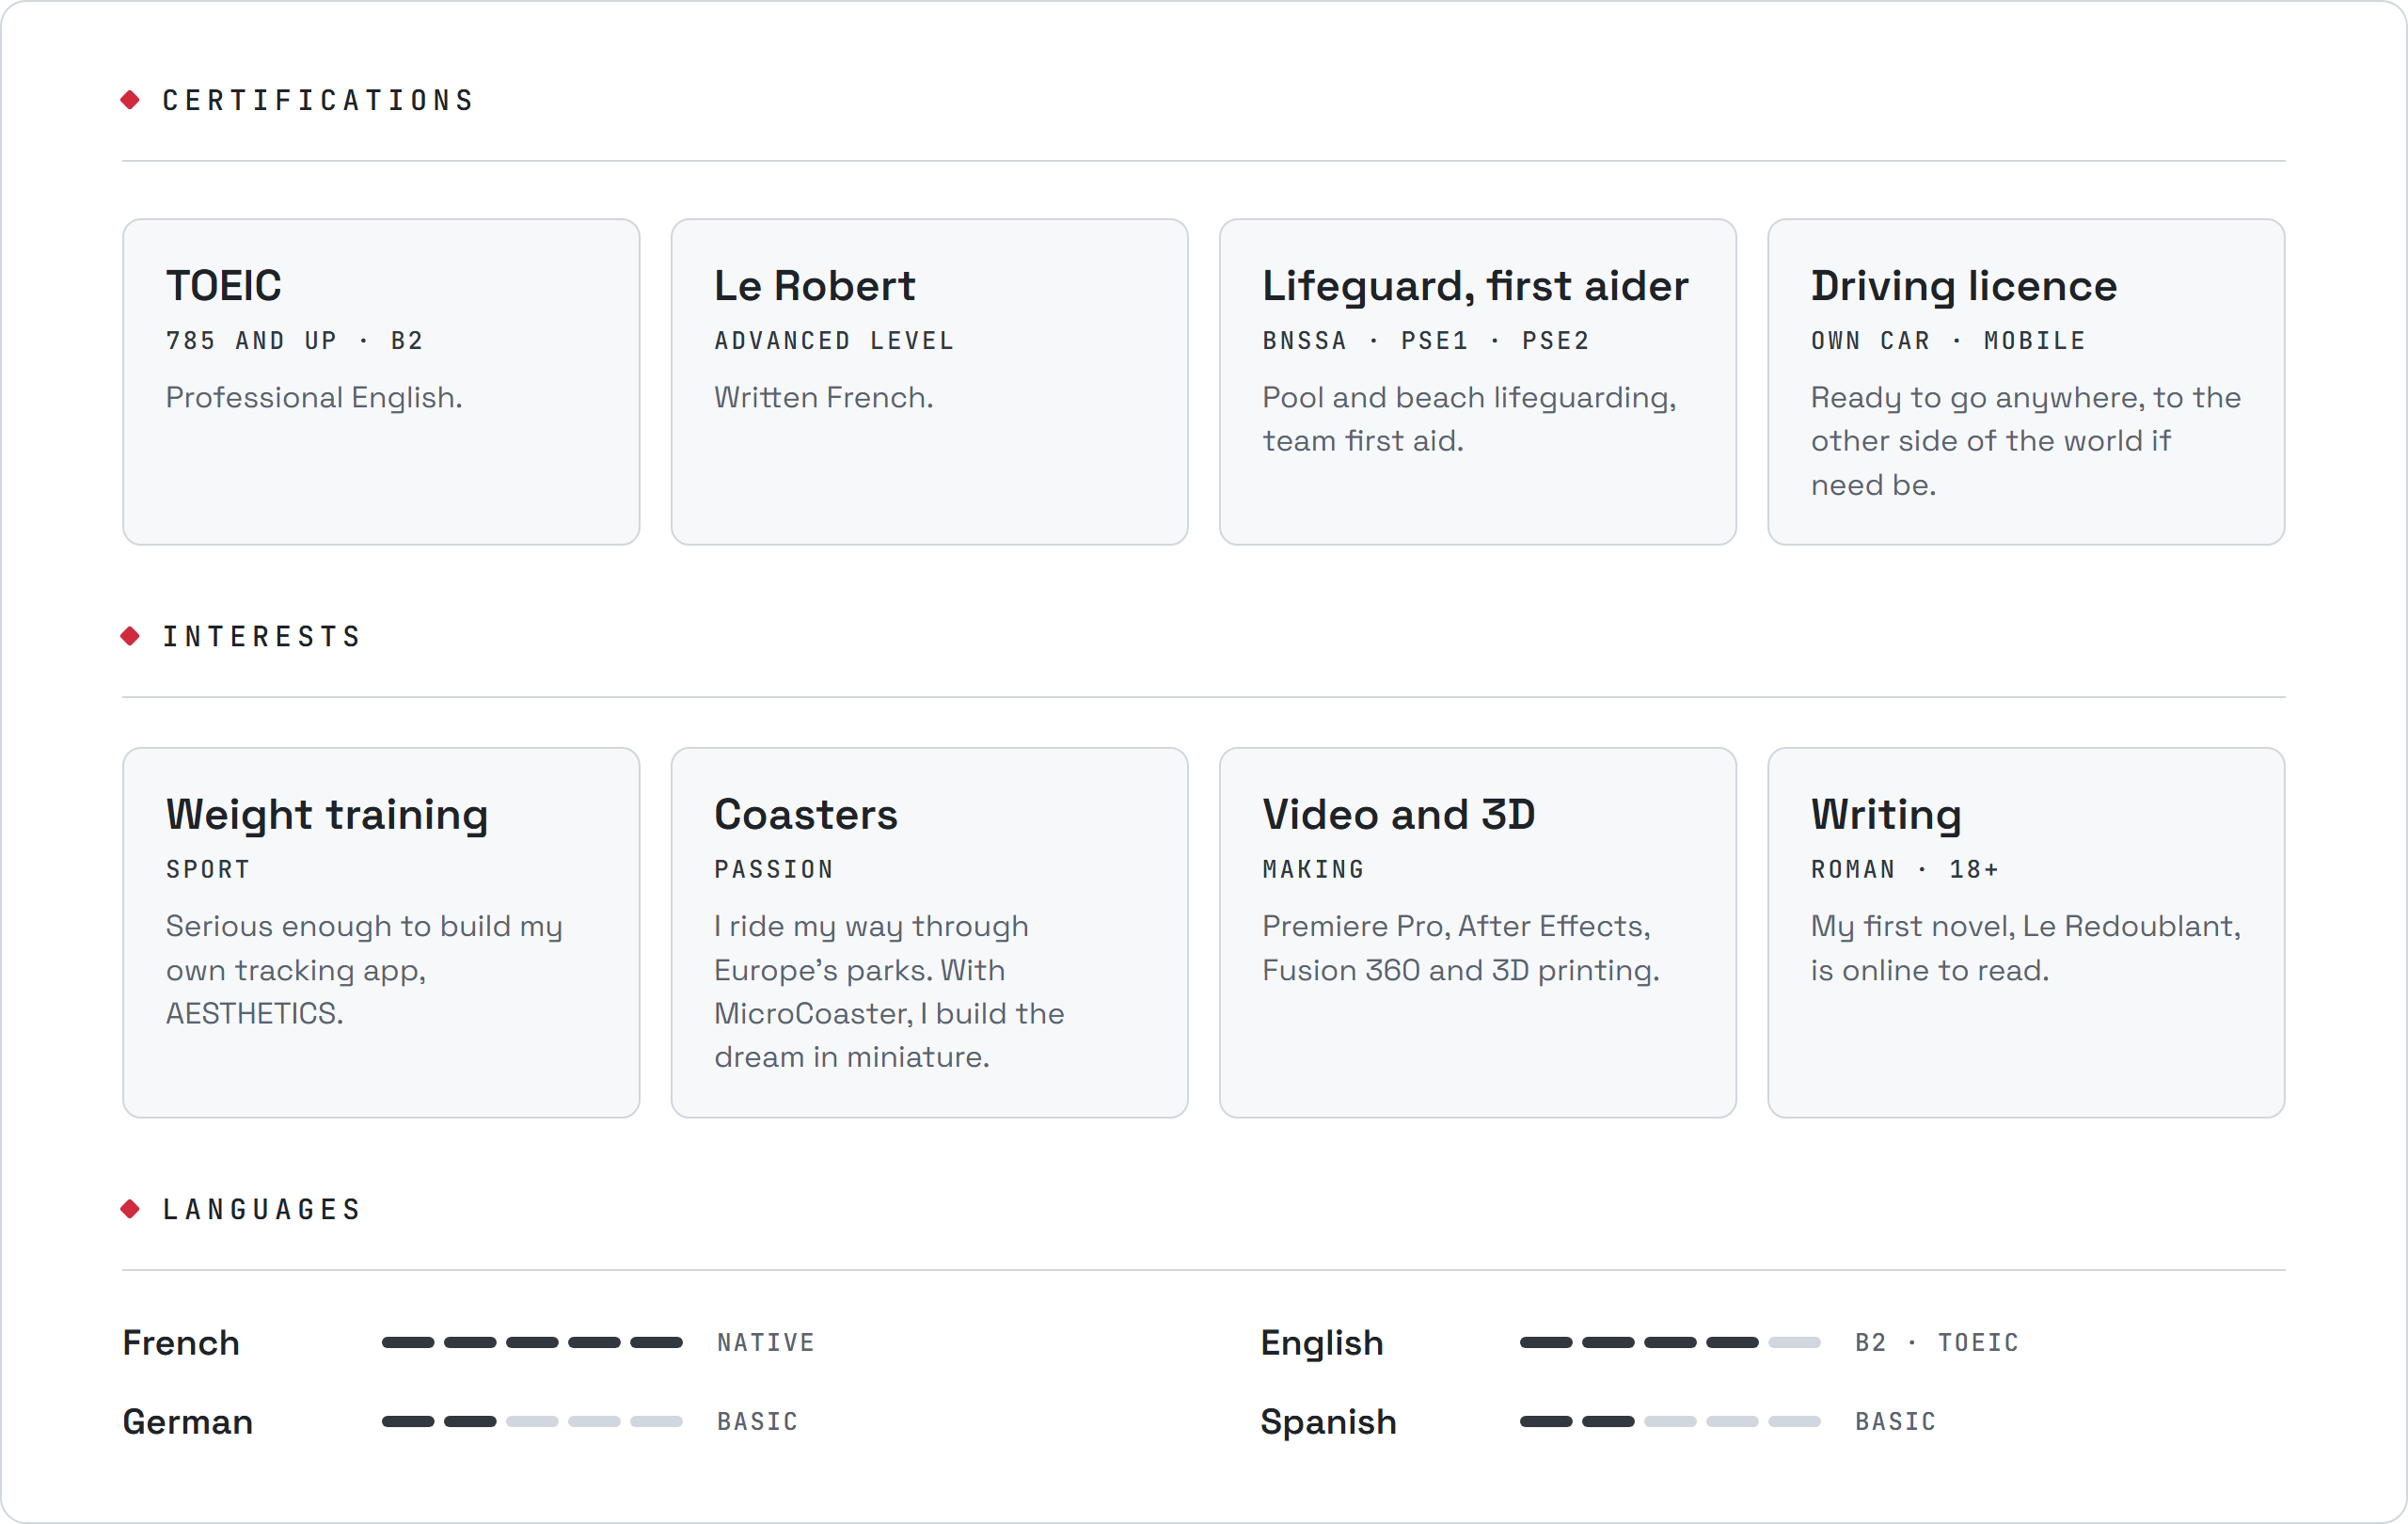 CERTIFICATIONS
TOEIC
785 AND UP · B2
Professional English.
Le Robert
ADVANCED LEVEL
Written French.
Lifeguard, first aider
BNSSA · PSE1 · PSE2
Pool and beach lifeguarding,
team first aid.
Driving licence
OWN CAR · MOBILE
Ready to go anywhere, to the
other side of the world if
need be.
INTERESTS
Weight training
SPORT
Serious enough to build my
own tracking app,
AESTHETICS.
Coasters
PASSION
I ride my way through
Europe’s parks. With
MicroCoaster, I build the
dream in miniature.
Video and 3D
MAKING
Premiere Pro, After Effects,
Fusion 360 and 3D printing.
Writing
ROMAN · 18+
My first novel, Le Redoublant,
is online to read.
LANGUAGES
French NATIVE
English B2 · TOEIC
German BASIC
Spanish BASIC